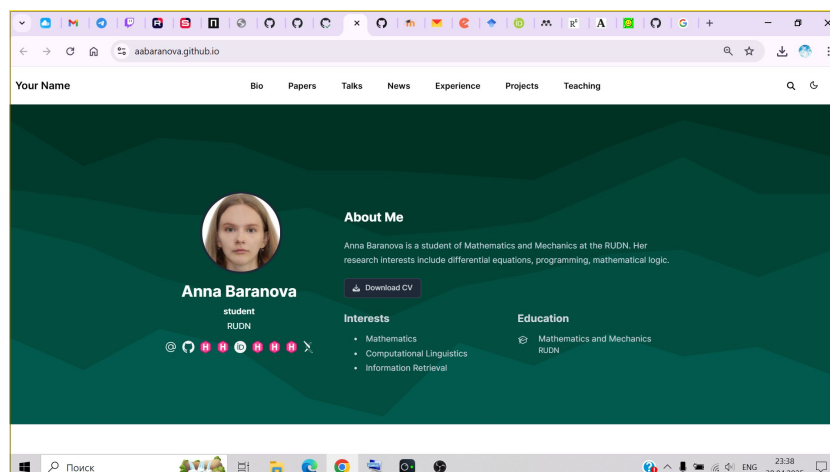 aabaranova.github.io
Your Name
Bio Papers Talks News Experience Projects Teaching
About Me
Anna Baranova is a student of Mathematics and Mechanics at the RUDN. Her
research interests include differential equations, programming, mathematical logic.
Download CV
Anna Baranova
student
RUDN
Interests
Mathematics
Computational Linguistics
Information Retrieval
Education
Mathematics and Mechanics
RUDN
Поиск
ENG
23:38